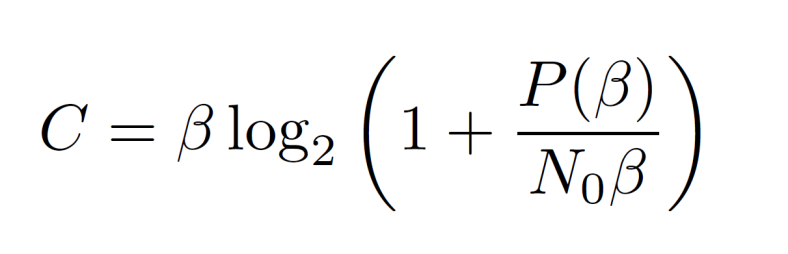 C = β log₂ (1 + P(β) / N₀β)